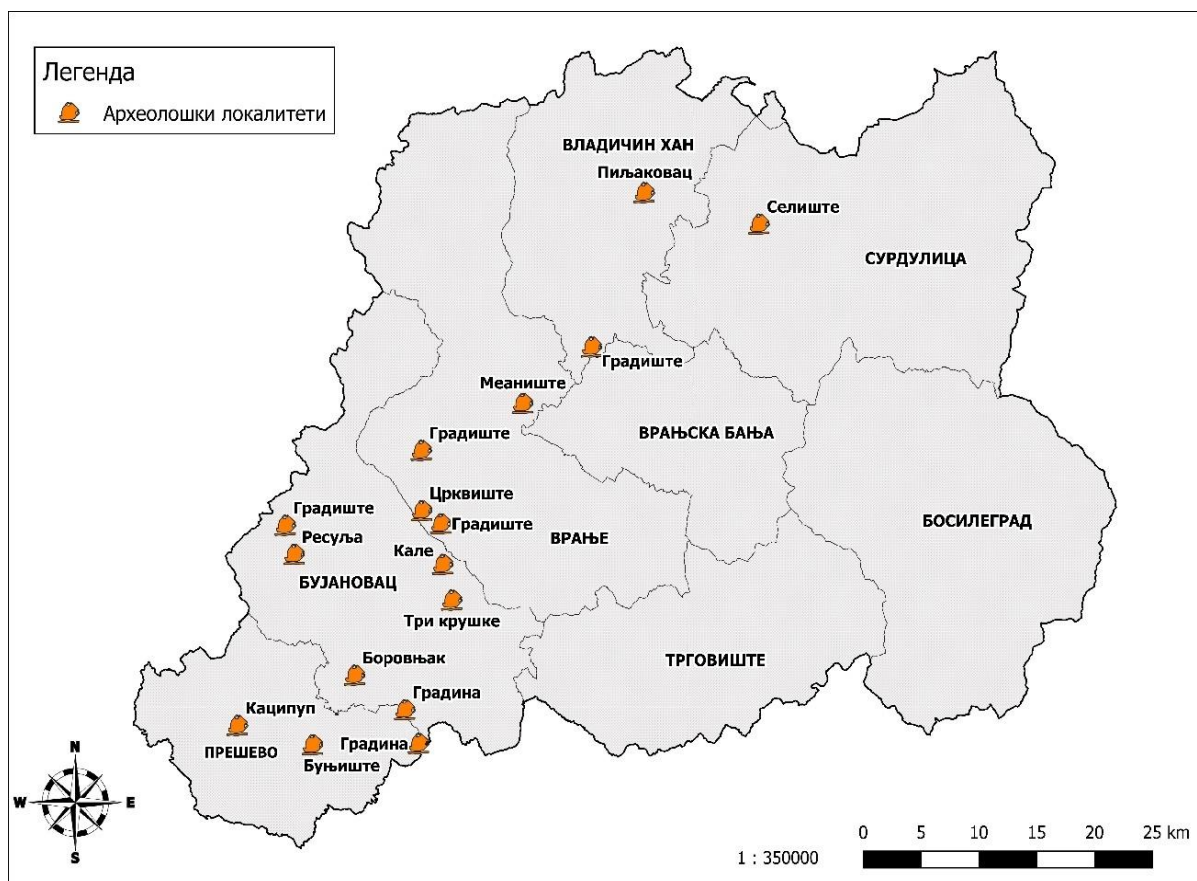 Легенда
Археолошки локалитети
ВЛАДИЧИН ХАН
Пиљаковац
Селиште
СУРДУЛИЦА
Градиште
Меаниште
Градиште
ВРАЊСКА БАЊА
Црквиште
Градиште
Градиште
БОСИЛЕГРАД
Ресуља
ВРАЊЕ
Кале
БУЈАНОВАЦ
Три крушке
Боровњак
ТРГОВИШТЕ
Градина
Каципуп
Градина
ПРЕШЕВО
Буњиште
N
W
E
S
0 5 10 15 20 25 km
1 : 350000